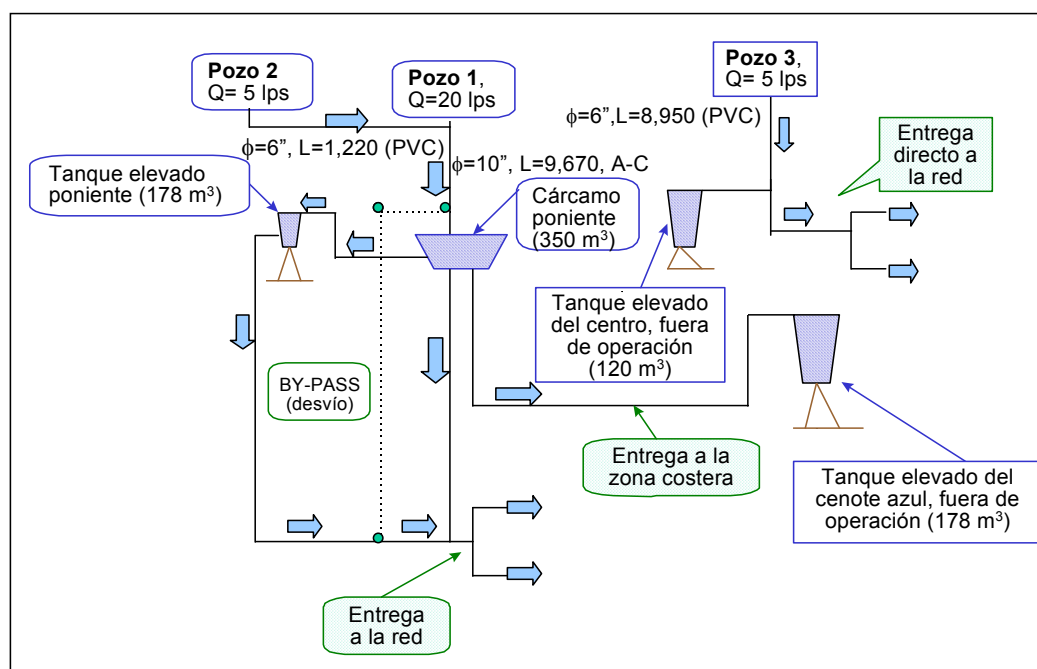 Pozo 2
Q= 5 lps
Pozo 1,
Q=20 lps
Pozo 3,
Q= 5 lps
ϕ=6”, L=1,220 (PVC)
ϕ=10”, L=9,670, A-C
ϕ=6”,L=8,950 (PVC)
Entrega
directo a
la red
Tanque elevado
poniente (178 m³)
Cárcamo
poniente
(350 m³)
Tanque elevado
del centro, fuera
de operación
(120 m³)
BY-PASS
(desvío)
Entrega a la
zona costera
Tanque elevado del
cenote azul, fuera de
operación (178 m³)
Entrega
a la red